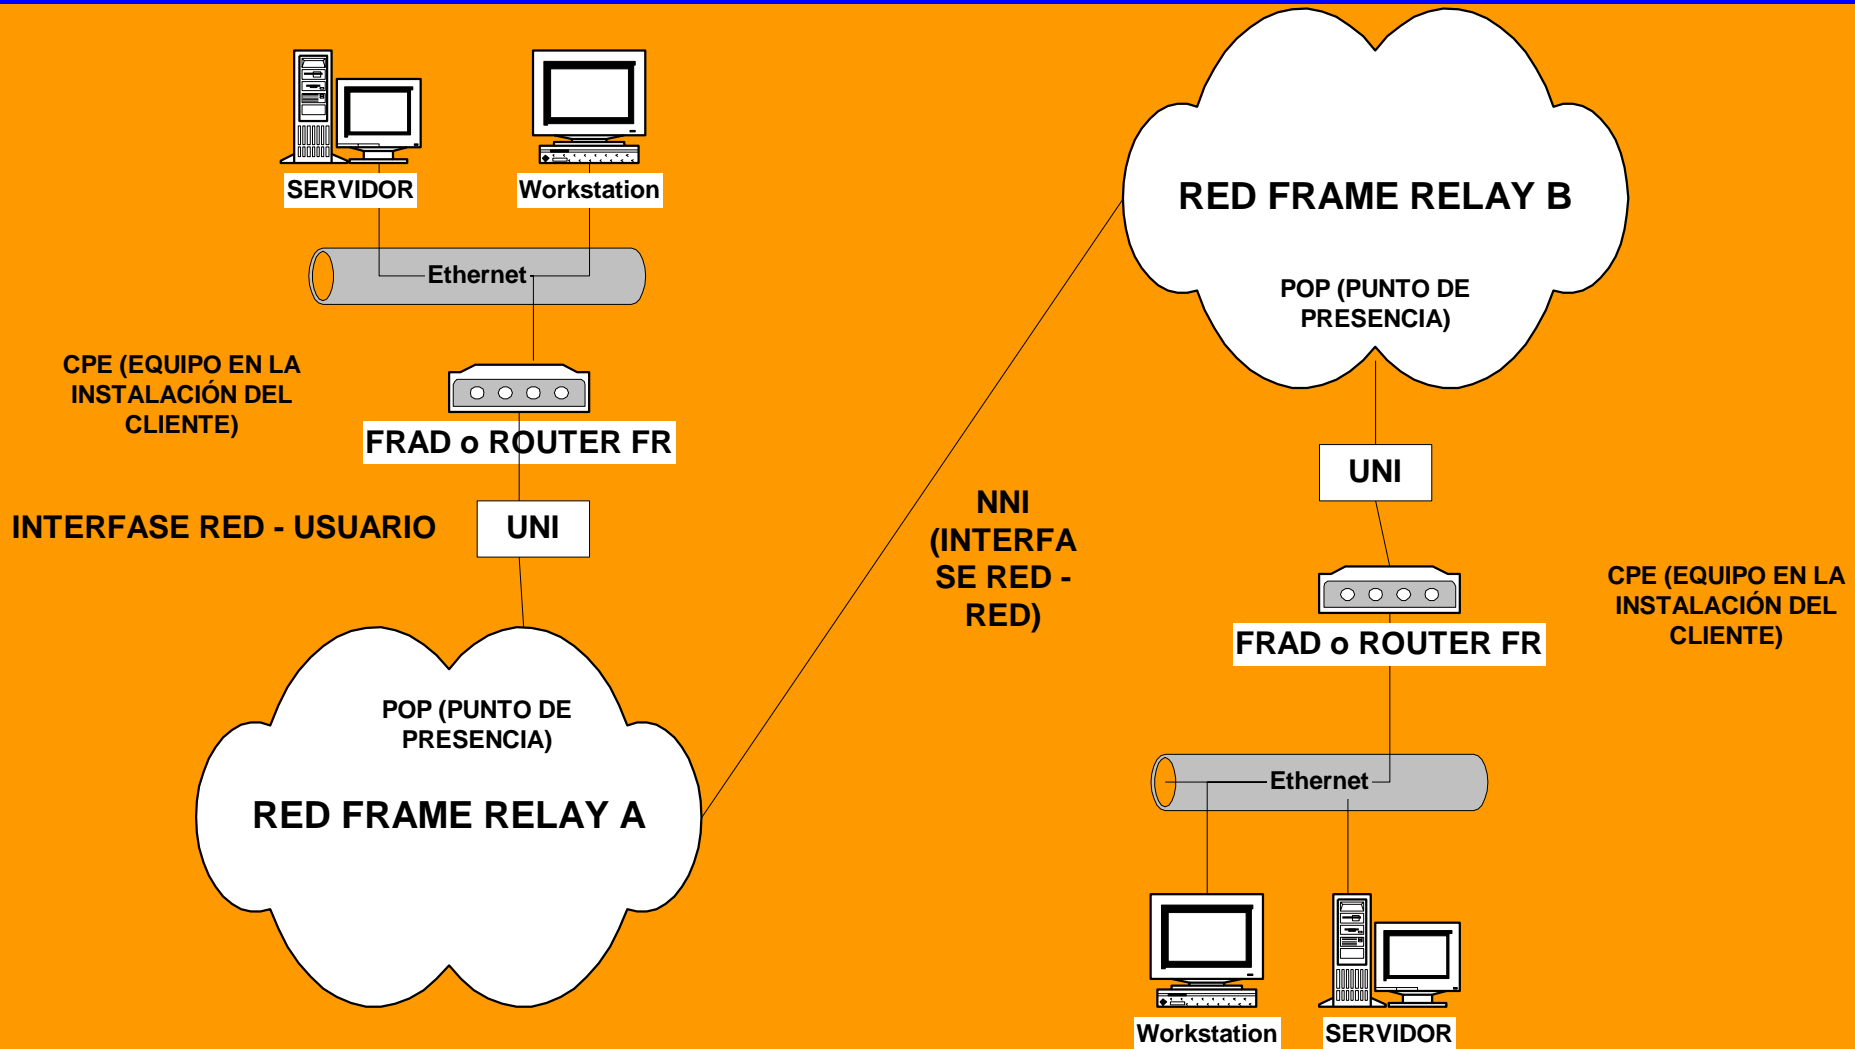 SERVIDOR
Workstation
Ethernet
CPE (EQUIPO EN LA
INSTALACIÓN DEL
CLIENTE)
FRAD o ROUTER FR
INTERFASE RED - USUARIO
UNI
POP (PUNTO DE
PRESENCIA)
RED FRAME RELAY A
NNI
(INTERFA
SE RED -
RED)
RED FRAME RELAY B
POP (PUNTO DE
PRESENCIA)
UNI
CPE (EQUIPO EN LA
INSTALACIÓN DEL
CLIENTE)
FRAD o ROUTER FR
Ethernet
Workstation
SERVIDOR